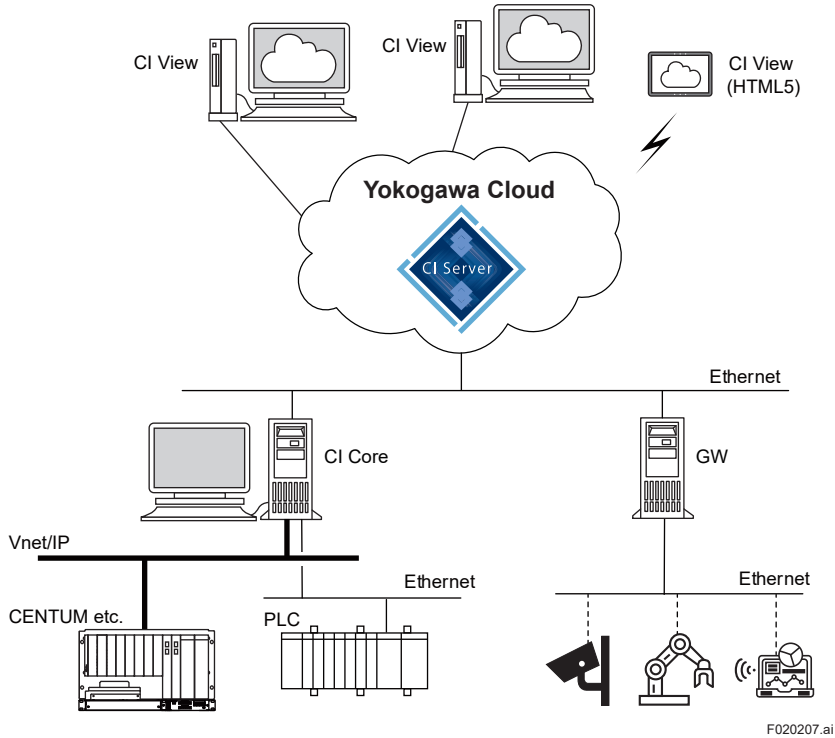 CI View
CI View
CI View
(HTML5)
Yokogawa Cloud
CI Server
Ethernet
CI Core
GW
Vnet/IP
Ethernet
Ethernet
CENTUM etc.
PLC
F020207.ai